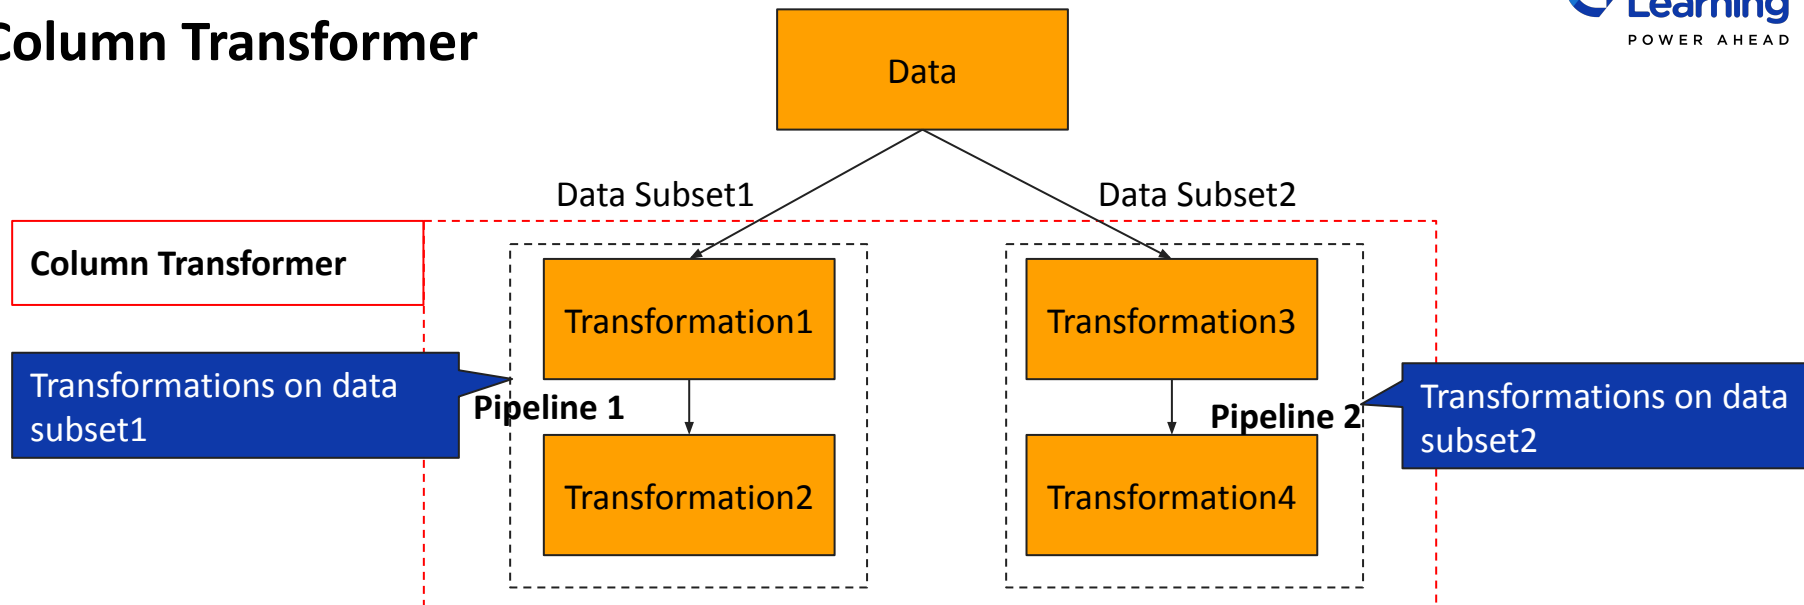 Column Transformer
Learning
POWER AHEAD
Data
Data Subset1
Data Subset2
Column Transformer
Transformation1
Transformation3
Transformations on data
subset1
Pipeline 1
Pipeline 2
Transformations on data
subset2
Transformation2
Transformation4